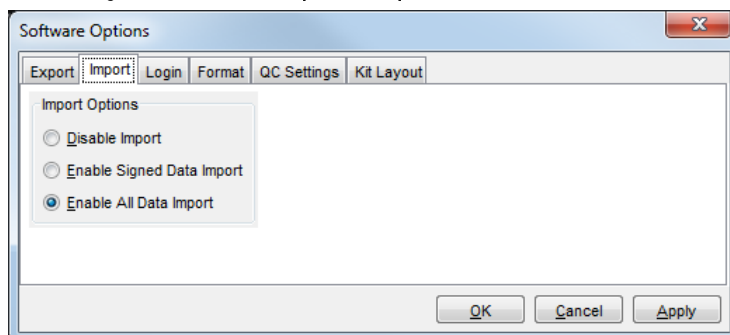 Software Options
Export Import Login Format QC Settings Kit Layout
Import Options
Disable Import
Enable Signed Data Import
Enable All Data Import
OK Cancel Apply